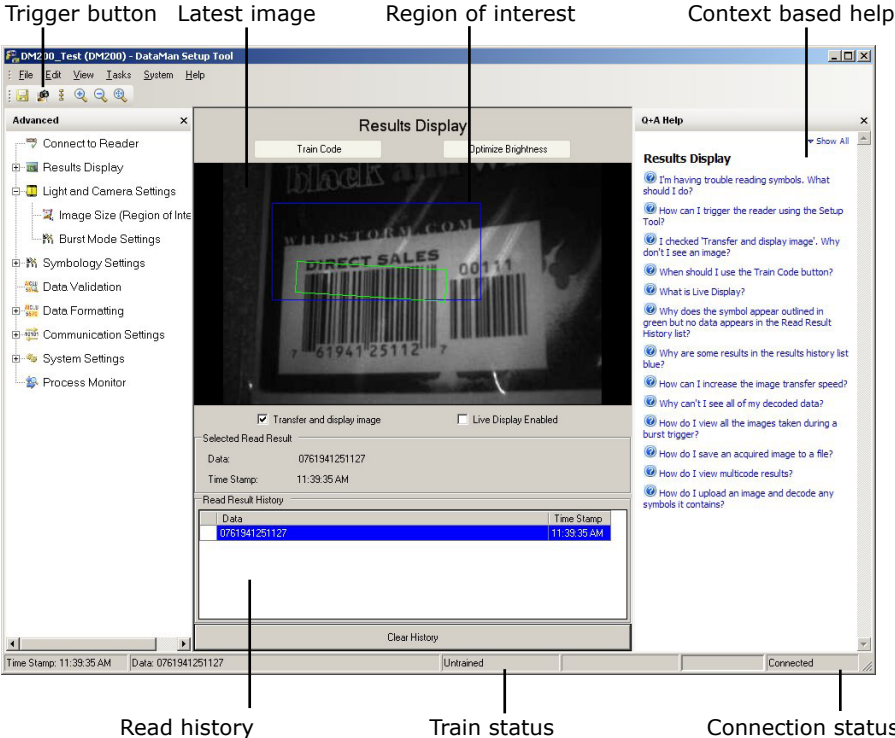 Trigger button Latest image Region of interest Context based help
DM200_Test (DM200) - DataMan Setup Tool
File Edit View Tasks System Help
Advanced
Connect to Reader
Results Display
Light and Camera Settings
Image Size (Region of Inte
Burst Mode Settings
Symbology Settings
Data Validation
Data Formatting
Communication Settings
System Settings
Process Monitor
Results Display
Train Code Optimize Brightness
black
WILDSTORM.COM
DIRECT SALES
00111
7 61941 25112 7
Transfer and display image Live Display Enabled
Selected Read Result
Data: 0761941251127
Time Stamp: 11:39:35 AM
Read Result History
Data Time Stamp
0761941251127 11:39:35 AM
Clear History
Q+A Help
Show All
Results Display
I'm having trouble reading symbols. What
should I do?
How can I trigger the reader using the Setup
Tool?
I checked 'Transfer and display image'. Why
don't I see an image?
When should I use the Train Code button?
What is Live Display?
Why does the symbol appear outlined in
green but no data appears in the Read Result
History list?
Why are some results in the results history list
blue?
How can I increase the image transfer speed?
Why can't I see all of my decoded data?
How do I view all the images taken during a
burst trigger?
How do I save an acquired image to a file?
How do I view multicode results?
How do I upload an image and decode any
symbols it contains?
Time Stamp: 11:39:35 AM Data: 0761941251127 Untrained Connected
Read history Train status Connection status